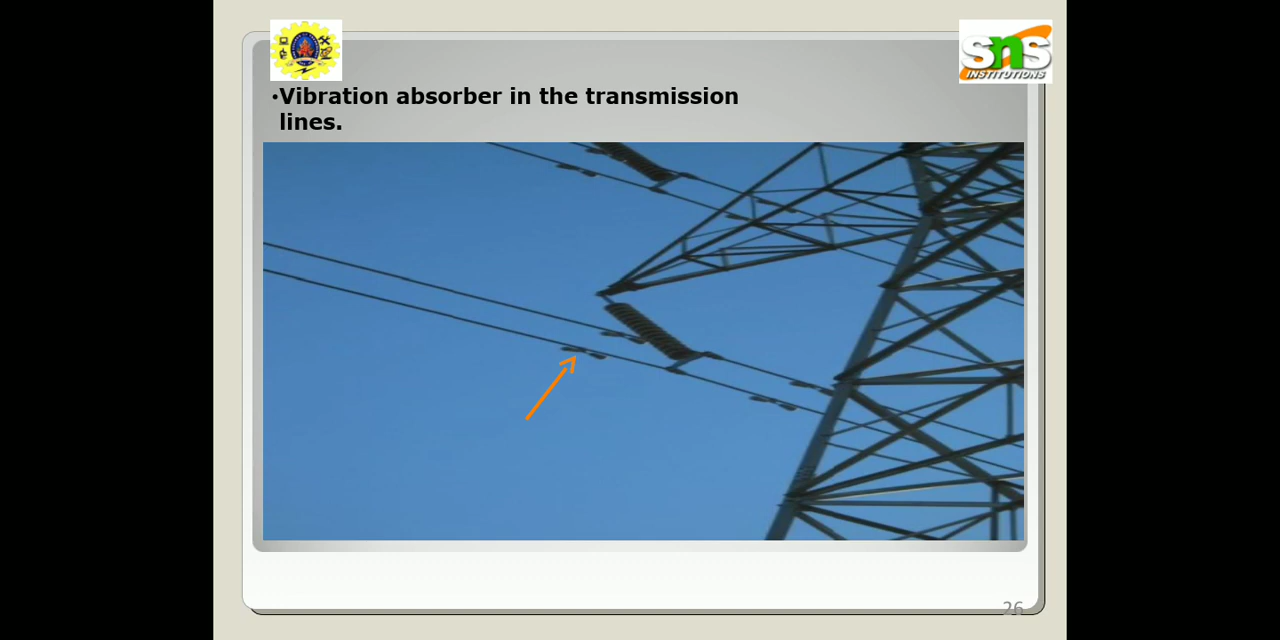 SNS
INSTITUTIONS
•Vibration absorber in the transmission
lines.
26